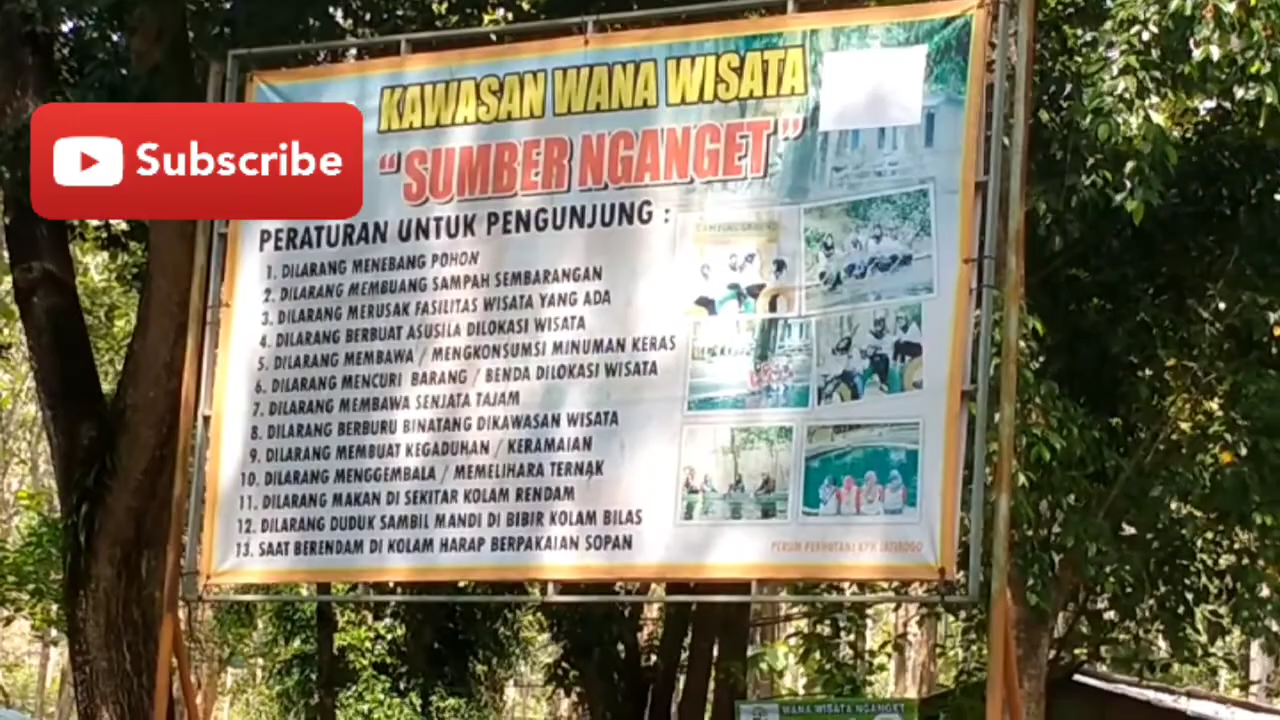 KAWASAN WANA WISATA
"SUMBER NGANGET"
Subscribe
PERATURAN UNTUK PENGUNJUNG :
1. DILARANG MENEBANG POHON
2. DILARANG MEMBUANG SAMPAH SEMBARANGAN
3. DILARANG MERUSAK FASILITAS WISATA YANG ADA
4. DILARANG BERBUAT ASUSILA DILOKASI WISATA
5. DILARANG MEMBAWA / MENGKONSUMSI MINUMAN KERAS
6. DILARANG MENCURI BARANG / BENDA DILOKASI WISATA
7. DILARANG MEMBAWA SENJATA TAJAM
8. DILARANG BERBURU BINATANG DIKAWASAN WISATA
9. DILARANG MEMBUAT KEGADUHAN / KERAMAIAN
10. DILARANG MENGGEMBALA / MEMELIHARA TERNAK
11. DILARANG MAKAN DI SEKITAR KOLAM RENDAM
12. DILARANG DUDUK SAMBIL MANDI DI BIBIR KOLAM BILAS
13. SAAT BERENDAM DI KOLAM HARAP BERPAKAIAN SOPAN
PERUM PERHUTANI KPH JATIROGO
WANA WISATA NGANGET